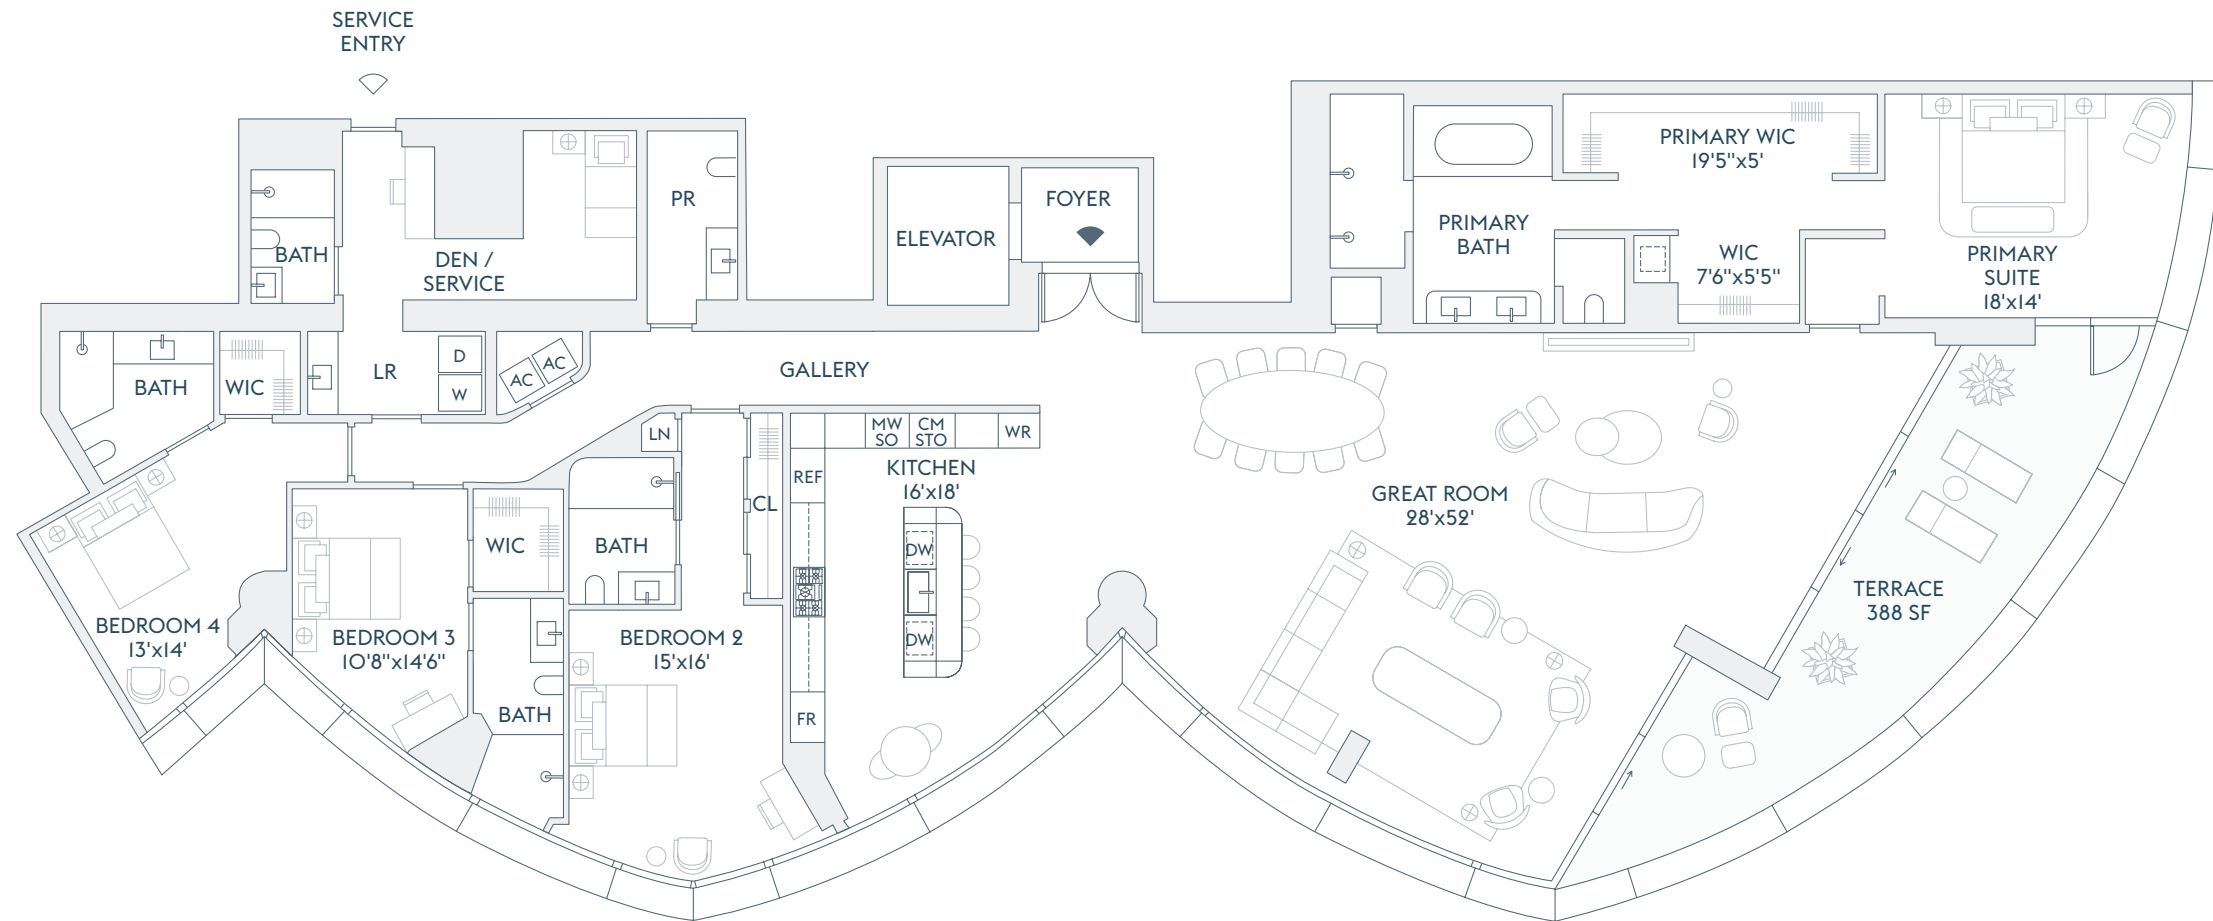 SERVICE
ENTRY
PR
FOYER
ELEVATOR
BATH
DEN /
SERVICE
PRIMARY WIC
19'5"x5'
PRIMARY
BATH
WIC
7'6"x5'5"
PRIMARY
SUITE
18'x14'
BATH
WIC
LR
D
W
AC
AC
GALLERY
LN
MW
SO
CM
STO
WR
REF
KITCHEN
16'x18'
CL
GREAT ROOM
28'x52'
WIC
BATH
DW
DW
TERRACE
388 SF
BEDROOM 4
13'x14'
BEDROOM 3
10'8"x14'6"
BEDROOM 2
15'x16'
BATH
FR